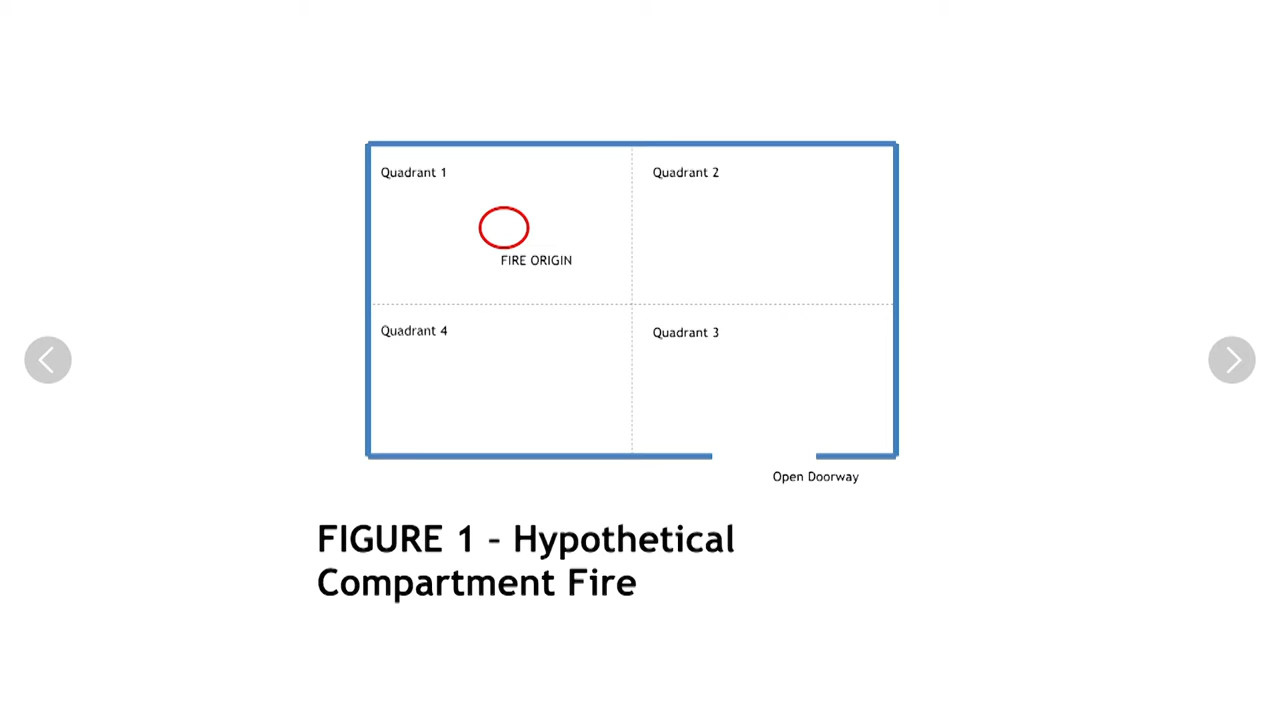 Quadrant 1
Quadrant 2
FIRE ORIGIN
Quadrant 4
Quadrant 3
Open Doorway
FIGURE 1 – Hypothetical
Compartment Fire